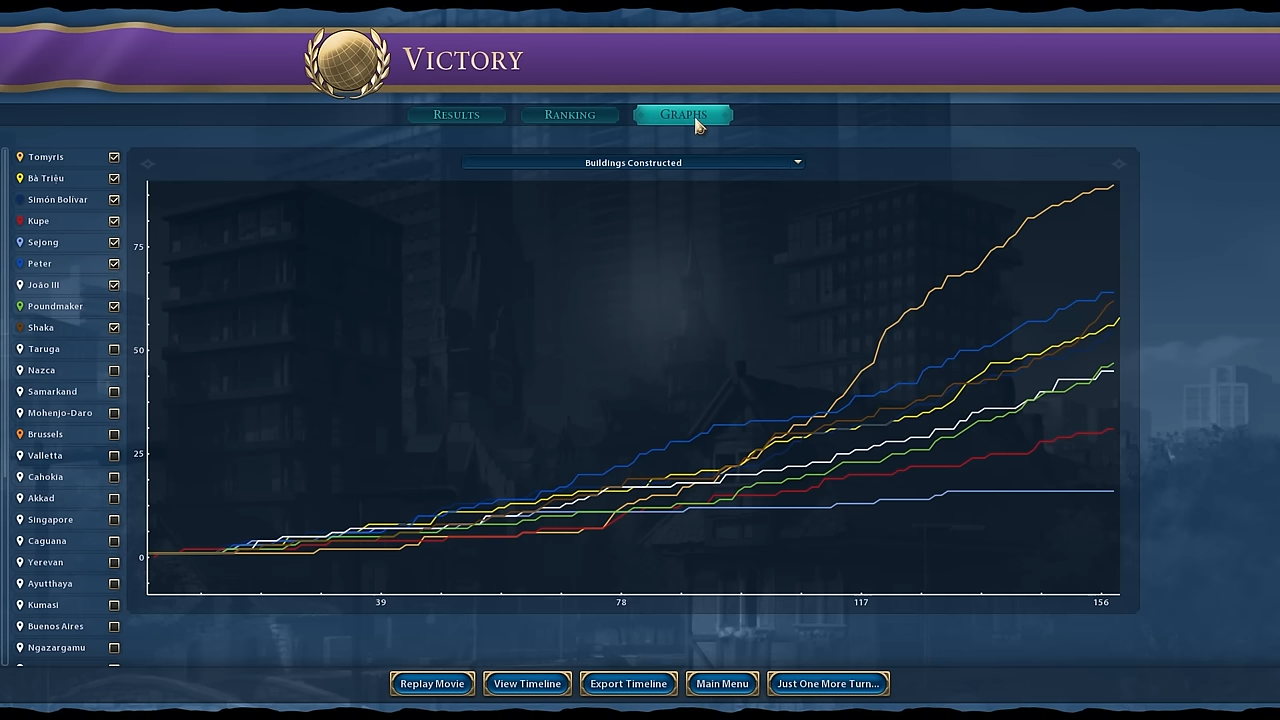 Victory
Results
Ranking
Graphs
Tomyris
Bà Triệu
Simón Bolívar
Kupe
Sejong
Peter
João III
Poundmaker
Shaka
Taruga
Nazca
Samarkand
Mohenjo-Daro
Brussels
Valletta
Cahokia
Akkad
Singapore
Caguana
Yerevan
Ayutthaya
Kumasi
Buenos Aires
Ngazargamu
Buildings Constructed
75
50
25
0
39
78
117
156
Replay Movie
View Timeline
Export Timeline
Main Menu
Just One More Turn...